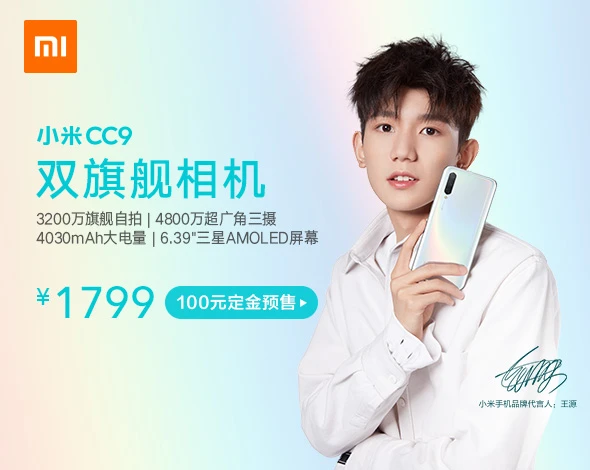 mi
小米CC9
双旗舰相机
3200万旗舰自拍 | 4800万超广角三摄
4030mAh大电量 | 6.39"三星AMOLED屏幕
¥1799 100元定金预售▸
小米手机品牌代言人：王源